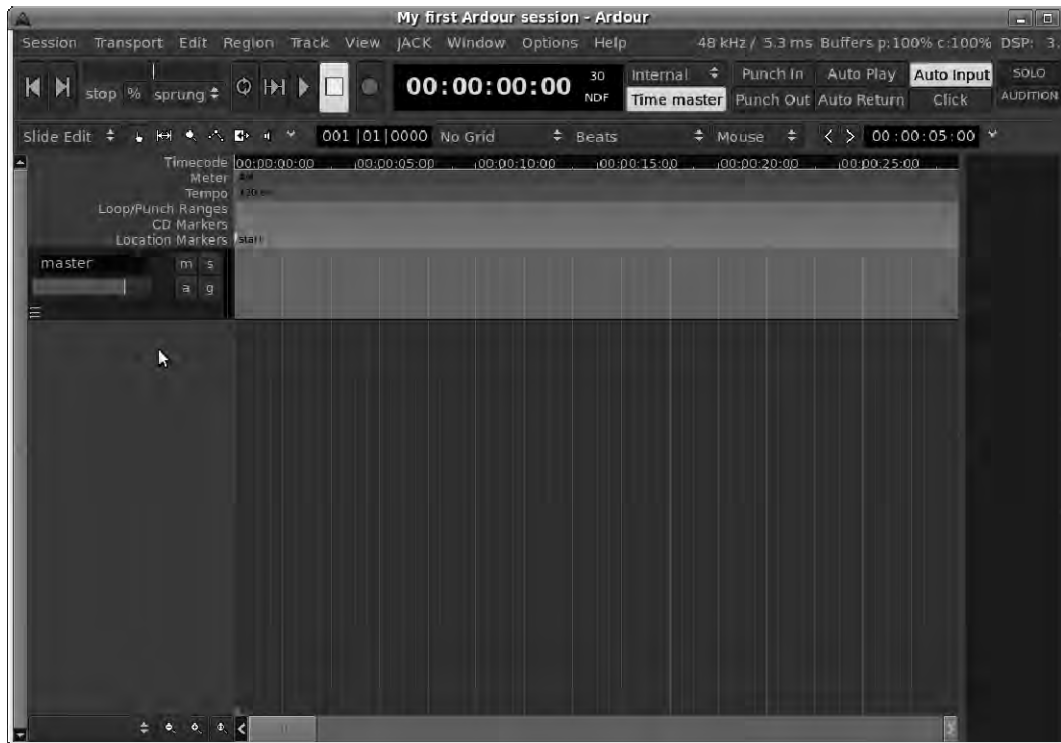 My first Ardour session - Ardour
Session Transport Edit Region Track View JACK Window Options Help 48 kHz / 5.3 ms Buffers p:100% c:100% DSP: 3.
stop % sprung 00:00:00:00 30 NDF Internal Time master Punch In Punch Out Auto Play Auto Return Auto Input Click SOLO AUDITION
Slide Edit 001|01|0000 No Grid Beats Mouse < > 00:00:05:00
Timecode 00:00:00:00 00:00:05:00 00:00:10:00 00:00:15:00 00:00:20:00 00:00:25:00
Meter
Tempo
Loop/Punch Ranges
CD Markers
Location Markers start
master m s
a g